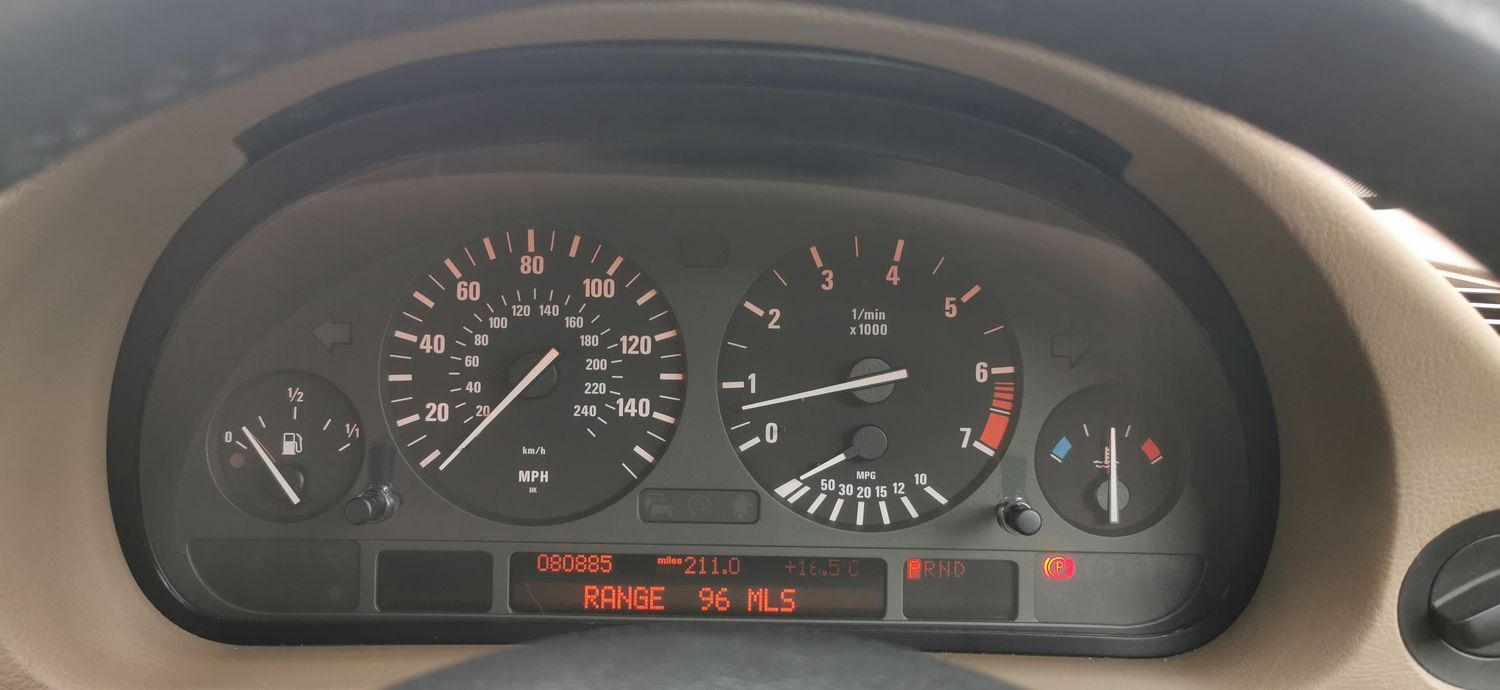 0 1/2 1/1
20 40 60 80 100 120 140
20 40 60 80 100 120 140 160 180 200 220 240
km/h
MPH
UK
0 1 2 3 4 5 6 7
1/min
x1000
MPG
50 30 20 15 12 10
080885 miles 211.0 +16.5°C
RANGE 96 MLS
PRND
P